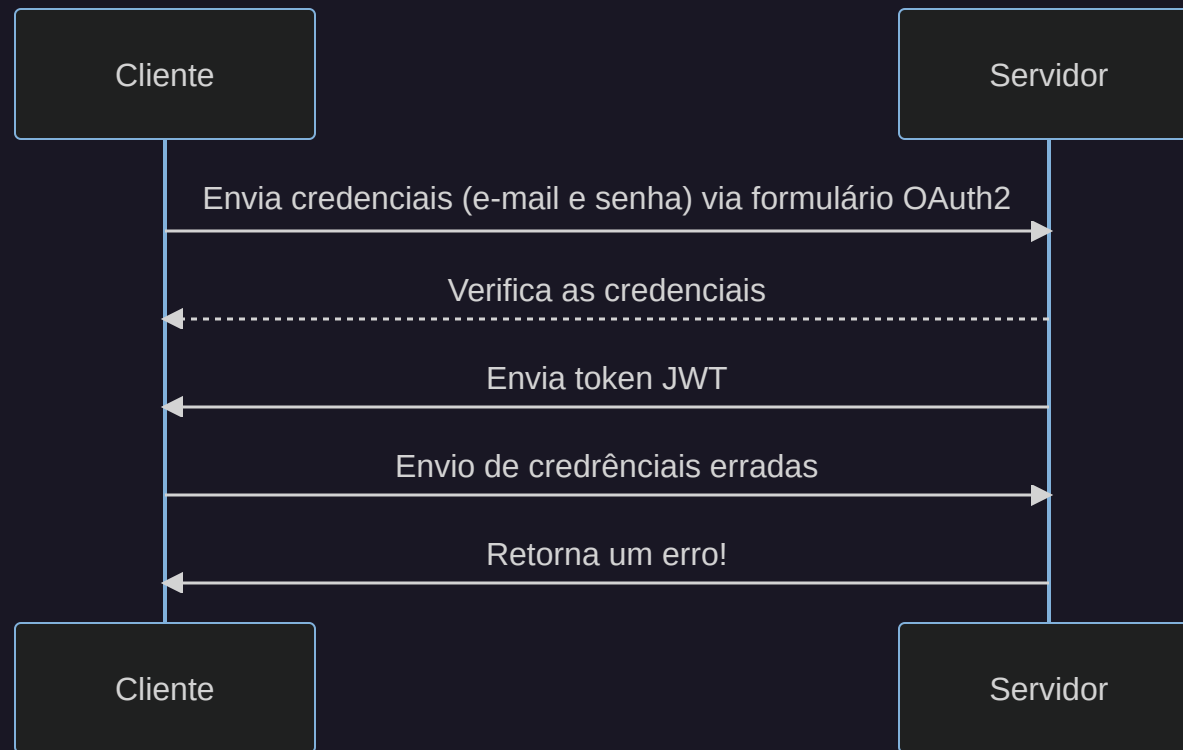 Cliente
Servidor
Envia credenciais (e-mail e senha) via formulário OAuth2
Verifica as credenciais
Envia token JWT
Envio de credrênciais erradas
Retorna um erro!
Cliente
Servidor